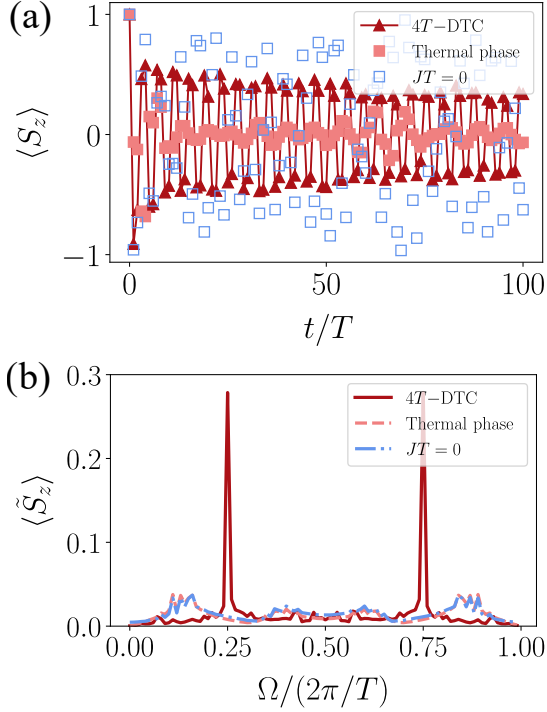 (a)
1
0
−1
⟨S_z⟩
4T−DTC
Thermal phase
JT = 0
0
50
100
t/T
(b)
0.3
0.2
0.1
0.0
⟨S̃_z⟩
4T−DTC
Thermal phase
JT = 0
0.00
0.25
0.50
0.75
1.00
Ω/(2π/T)